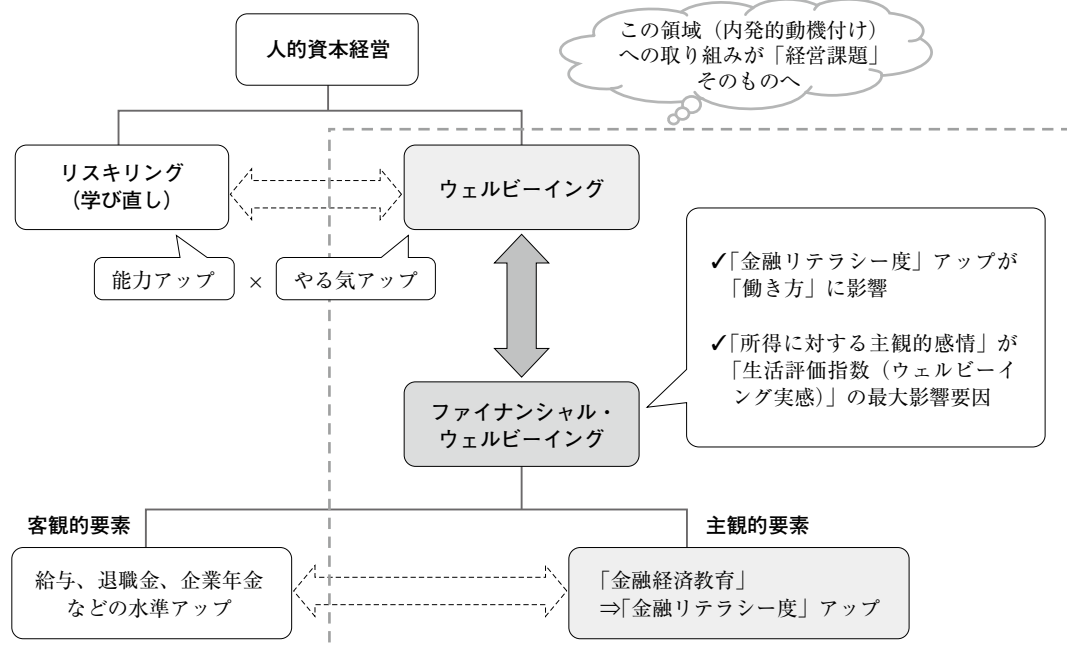 人的資本経営
この領域（内発的動機付け）
への取り組みが「経営課題」
そのものへ
リスキリング
（学び直し）
ウェルビーイング
能力アップ
×
やる気アップ
✓「金融リテラシー度」アップが
「働き方」に影響
✓「所得に対する主観的感情」が
「生活評価指数（ウェルビーイ
ング実感）」の最大影響要因
ファイナンシャル・
ウェルビーイング
客観的要素
主観的要素
給与、退職金、企業年金
などの水準アップ
「金融経済教育」
⇒「金融リテラシー度」アップ